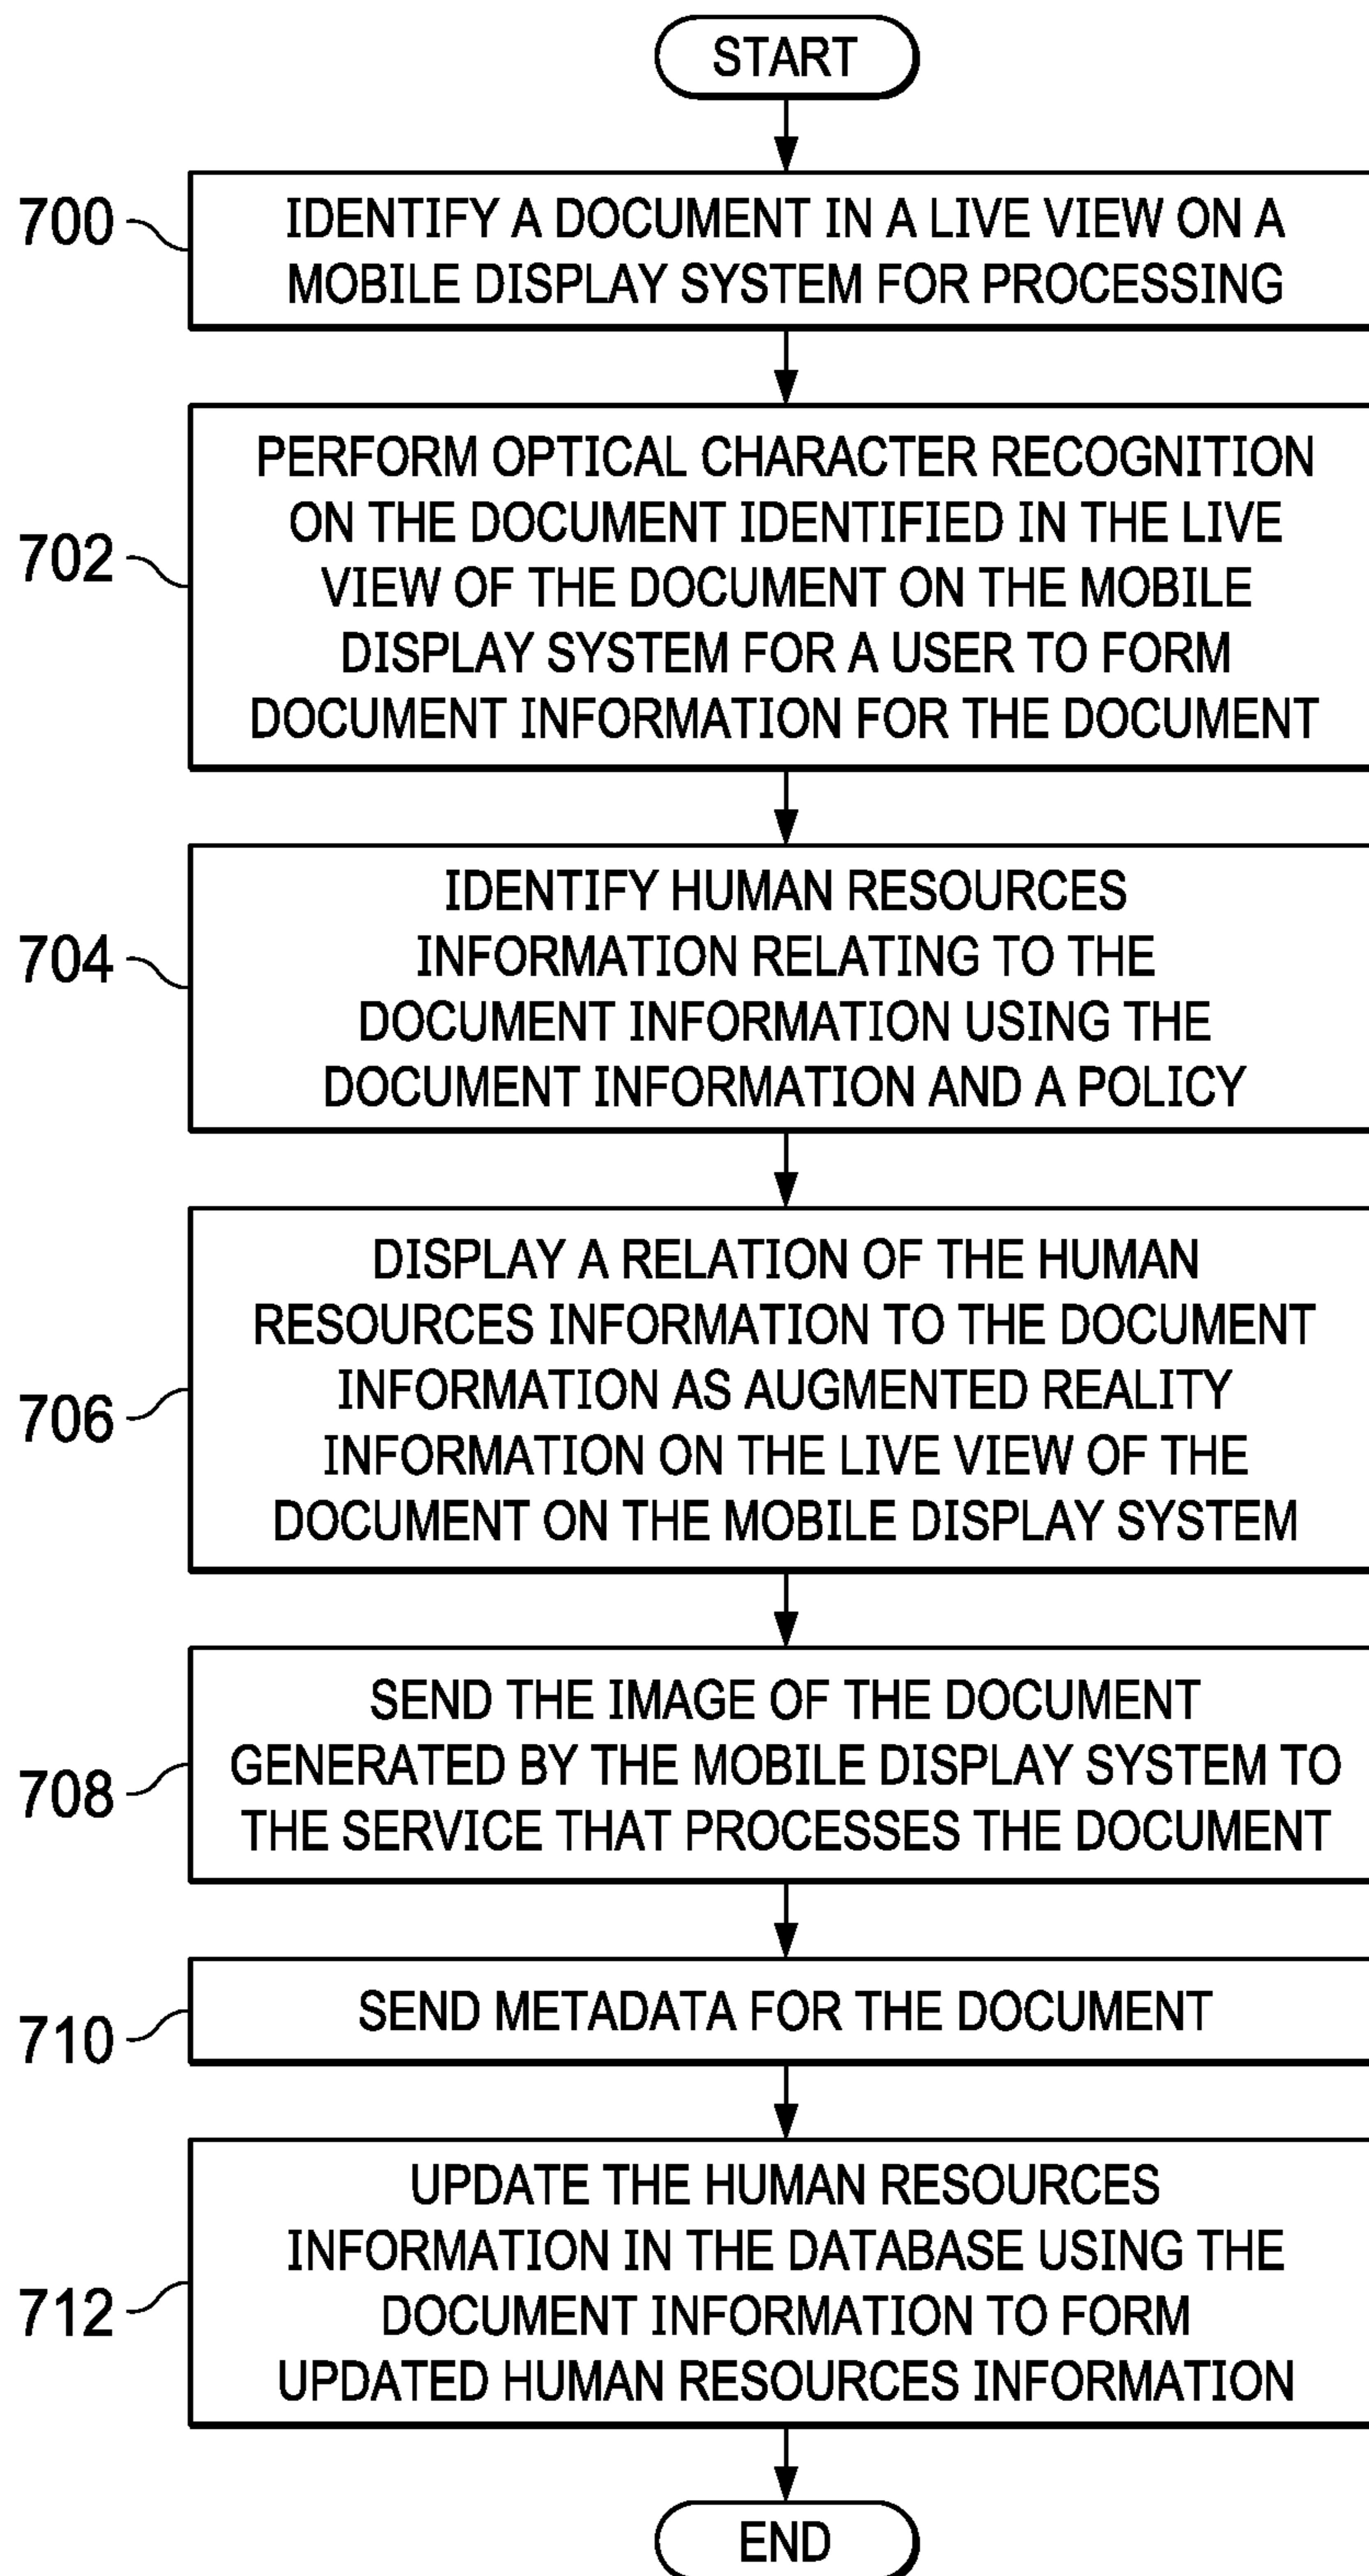 START
700
IDENTIFY A DOCUMENT IN A LIVE VIEW ON A
MOBILE DISPLAY SYSTEM FOR PROCESSING
702
PERFORM OPTICAL CHARACTER RECOGNITION
ON THE DOCUMENT IDENTIFIED IN THE LIVE
VIEW OF THE DOCUMENT ON THE MOBILE
DISPLAY SYSTEM FOR A USER TO FORM
DOCUMENT INFORMATION FOR THE DOCUMENT
704
IDENTIFY HUMAN RESOURCES
INFORMATION RELATING TO THE
DOCUMENT INFORMATION USING THE
DOCUMENT INFORMATION AND A POLICY
706
DISPLAY A RELATION OF THE HUMAN
RESOURCES INFORMATION TO THE DOCUMENT
INFORMATION AS AUGMENTED REALITY
INFORMATION ON THE LIVE VIEW OF THE
DOCUMENT ON THE MOBILE DISPLAY SYSTEM
708
SEND THE IMAGE OF THE DOCUMENT
GENERATED BY THE MOBILE DISPLAY SYSTEM TO
THE SERVICE THAT PROCESSES THE DOCUMENT
710
SEND METADATA FOR THE DOCUMENT
712
UPDATE THE HUMAN RESOURCES
INFORMATION IN THE DATABASE USING THE
DOCUMENT INFORMATION TO FORM
UPDATED HUMAN RESOURCES INFORMATION
END